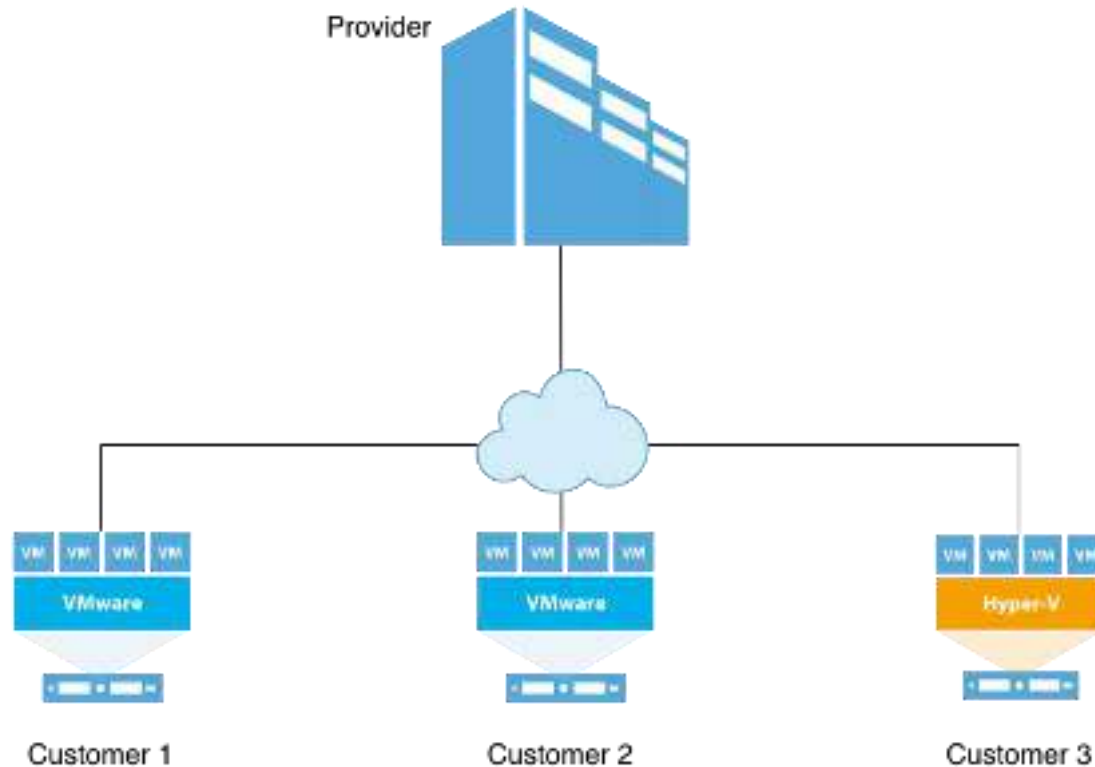 Provider
VM VM VM VM
VM VM VM VM
VM VM VM VM
VMware
VMware
Hyper-V
Customer 1
Customer 2
Customer 3